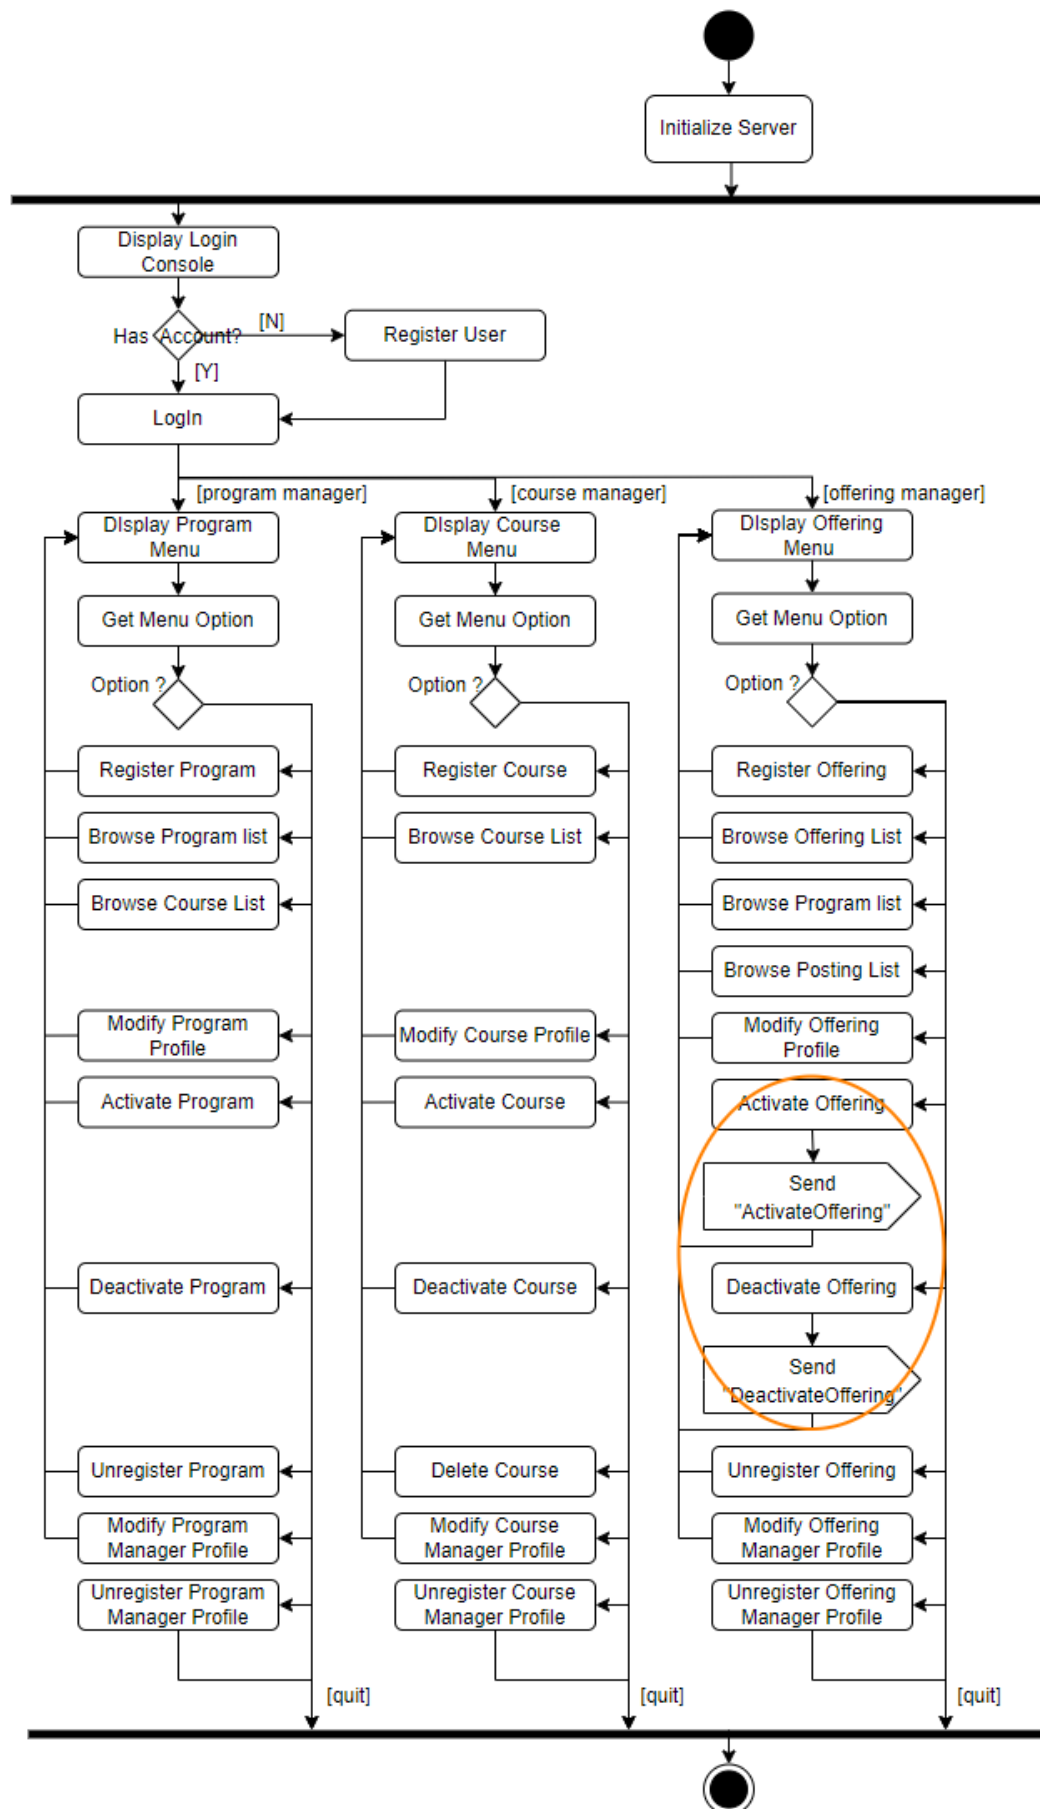 Initialize Server
Display Login
Console
Has Account?
[N]
Register User
[Y]
LogIn
[program manager]
[course manager]
[offering manager]
DIsplay Program
Menu
DIsplay Course
Menu
DIsplay Offering
Menu
Get Menu Option
Get Menu Option
Get Menu Option
Option ?
Option ?
Option ?
Register Program
Register Course
Register Offering
Browse Program list
Browse Course List
Browse Offering List
Browse Course List
Browse Program list
Browse Posting List
Modify Program
Profile
Modify Course Profile
Modify Offering
Profile
Activate Program
Activate Course
Activate Offering
Send
"ActivateOffering"
Deactivate Program
Deactivate Course
Deactivate Offering
Send
"DeactivateOffering"
Unregister Program
Delete Course
Unregister Offering
Modify Program
Manager Profile
Modify Course
Manager Profile
Modify Offering
Manager Profile
Unregister Program
Manager Profile
Unregister Course
Manager Profile
Unregister Offering
Manager Profile
[quit]
[quit]
[quit]